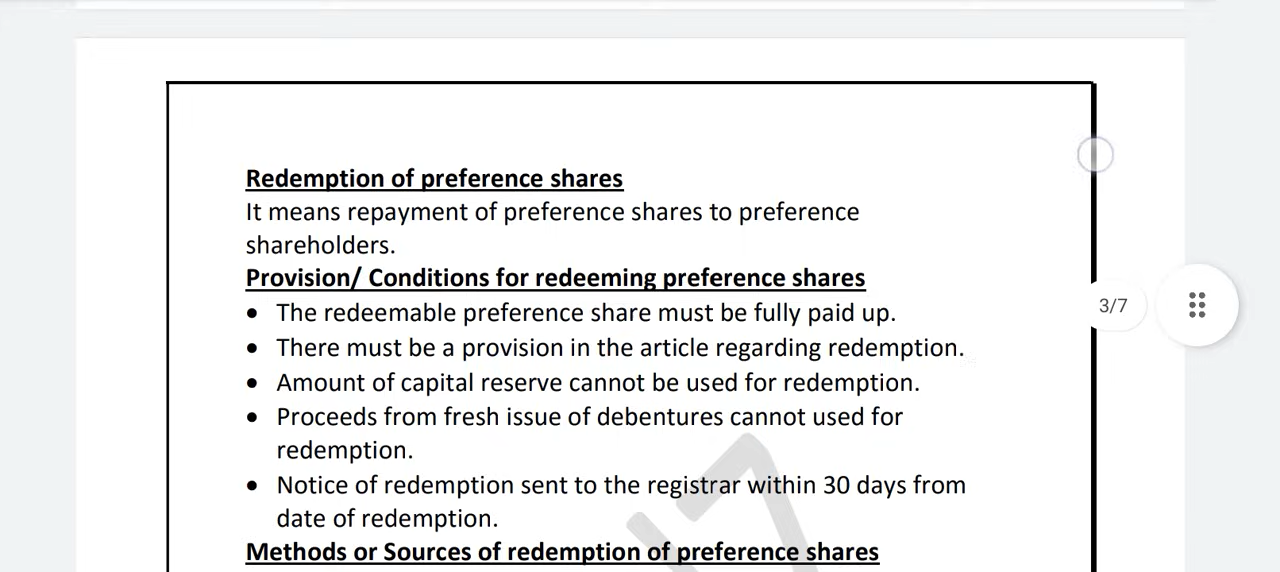 Redemption of preference shares
It means repayment of preference shares to preference
shareholders.
Provision/ Conditions for redeeming preference shares
• The redeemable preference share must be fully paid up.
• There must be a provision in the article regarding redemption.
• Amount of capital reserve cannot be used for redemption.
• Proceeds from fresh issue of debentures cannot used for
redemption.
• Notice of redemption sent to the registrar within 30 days from
date of redemption.
Methods or Sources of redemption of preference shares
3/7